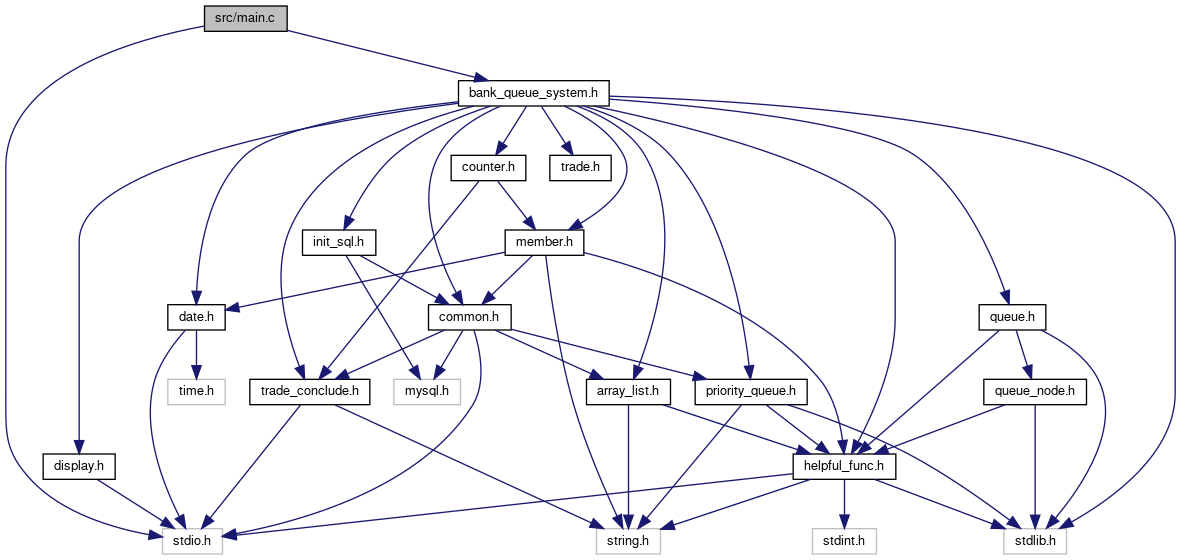 src/main.c
bank_queue_system.h
counter.h
trade.h
init_sql.h
member.h
date.h
common.h
queue.h
time.h
trade_conclude.h
mysql.h
array_list.h
priority_queue.h
queue_node.h
display.h
helpful_func.h
stdio.h
string.h
stdint.h
stdlib.h